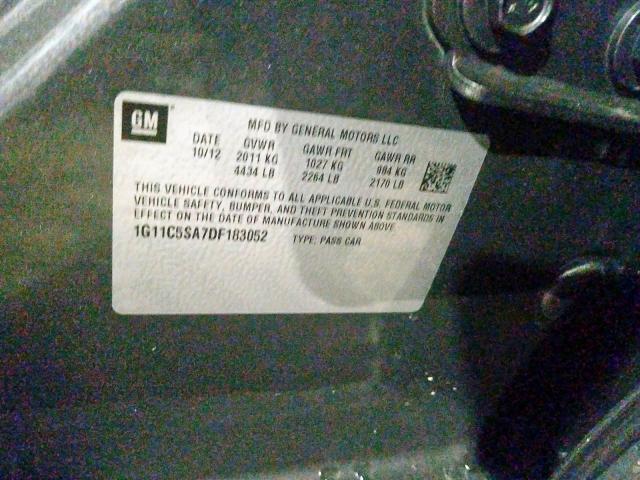 GM
MFD BY GENERAL MOTORS LLC
DATE GVWR GAWR FRT GAWR RR
10/12 2011 KG 1027 KG 984 KG
4434 LB 2264 LB 2170 LB
THIS VEHICLE CONFORMS TO ALL APPLICABLE U.S. FEDERAL MOTOR
VEHICLE SAFETY, BUMPER, AND THEFT PREVENTION STANDARDS IN
EFFECT ON THE DATE OF MANUFACTURE SHOWN ABOVE
1G11C5SA7DF183052 TYPE: PASS CAR